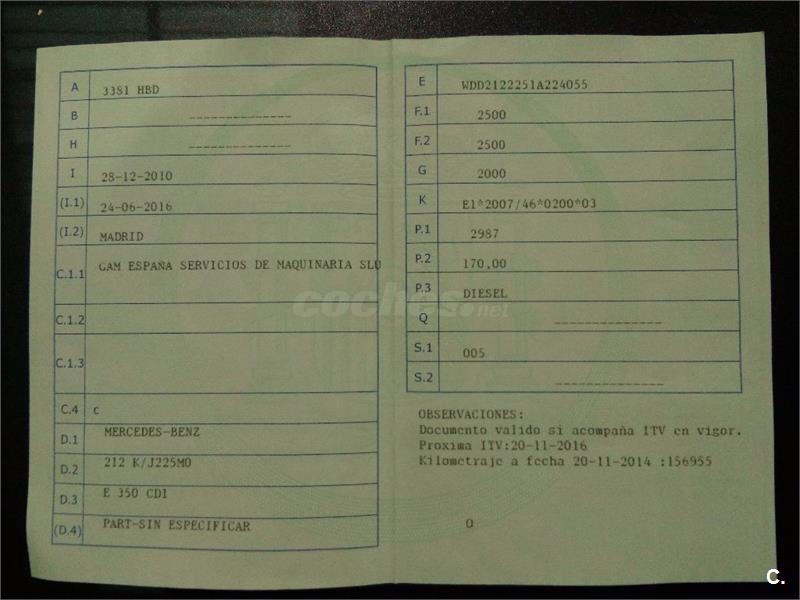 A 3381 HBD
B --------------
H --------------
I 28-12-2010
(I.1) 24-06-2016
(I.2) MADRID
C.1.1 GAM ESPAÑA SERVICIOS DE MAQUINARIA SLU
C.1.2
C.1.3
C.4 c
D.1 MERCEDES-BENZ
D.2 212 K/J225M0
D.3 E 350 CDI
(D.4) PART-SIN ESPECIFICAR
E WDD2122251A224055
F.1 2500
F.2 2500
G 2000
K E1*2007/46*0200*03
P.1 2987
P.2 170,00
P.3 DIESEL
Q --------------
S.1 005
S.2 --------------
OBSERVACIONES:
Documento valido si acompaña ITV en vigor.
Proxima ITV:20-11-2016
Kilometraje a fecha 20-11-2014 :156955
O
coches.net
C.